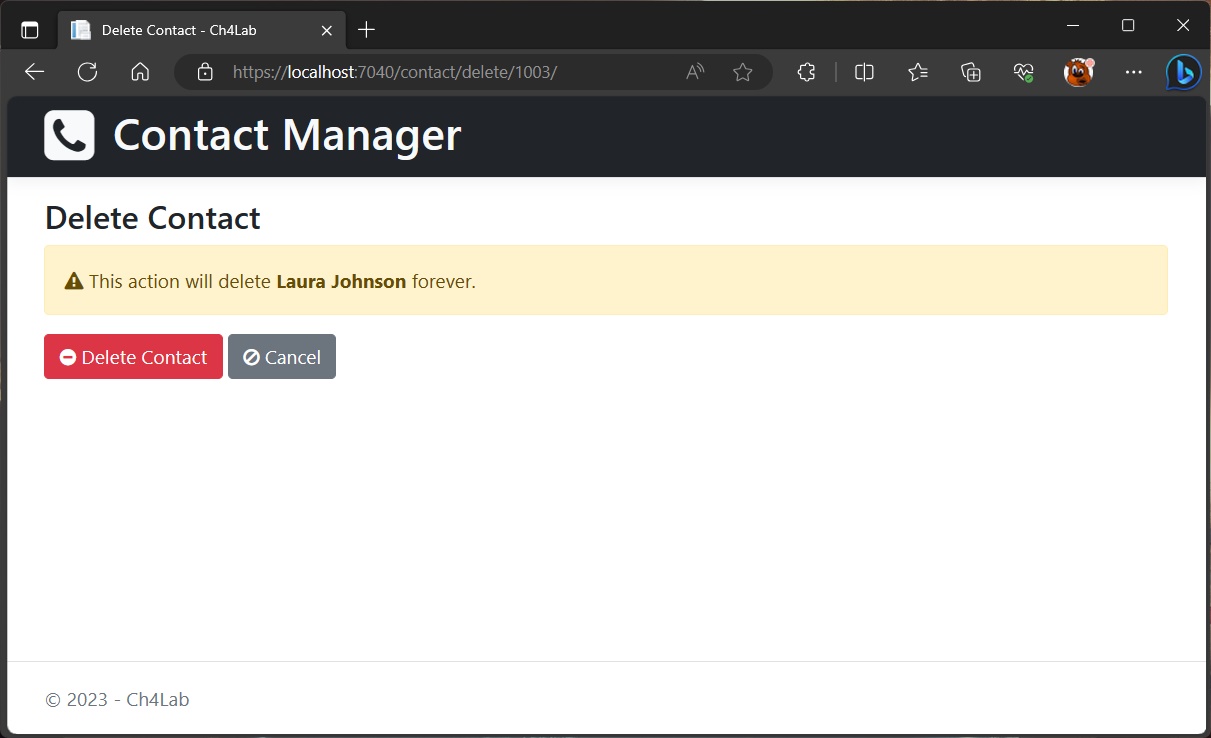 Delete Contact - Ch4Lab
https://localhost:7040/contact/delete/1003/
Contact Manager
Delete Contact
This action will delete Laura Johnson forever.
Delete Contact
Cancel
© 2023 - Ch4Lab